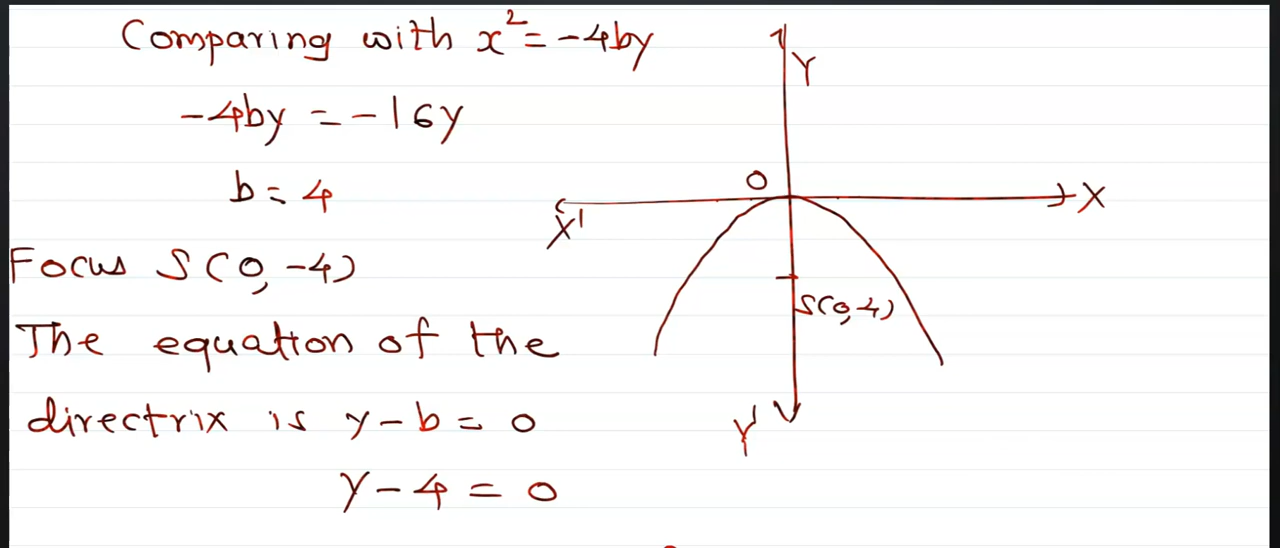 Comparing with x² = -4by
-4by = -16y
b = 4
Focus S(0, -4)
The equation of the
directrix is y - b = 0
y - 4 = 0
Y
O
X
X'
S(0,-4)
Y'